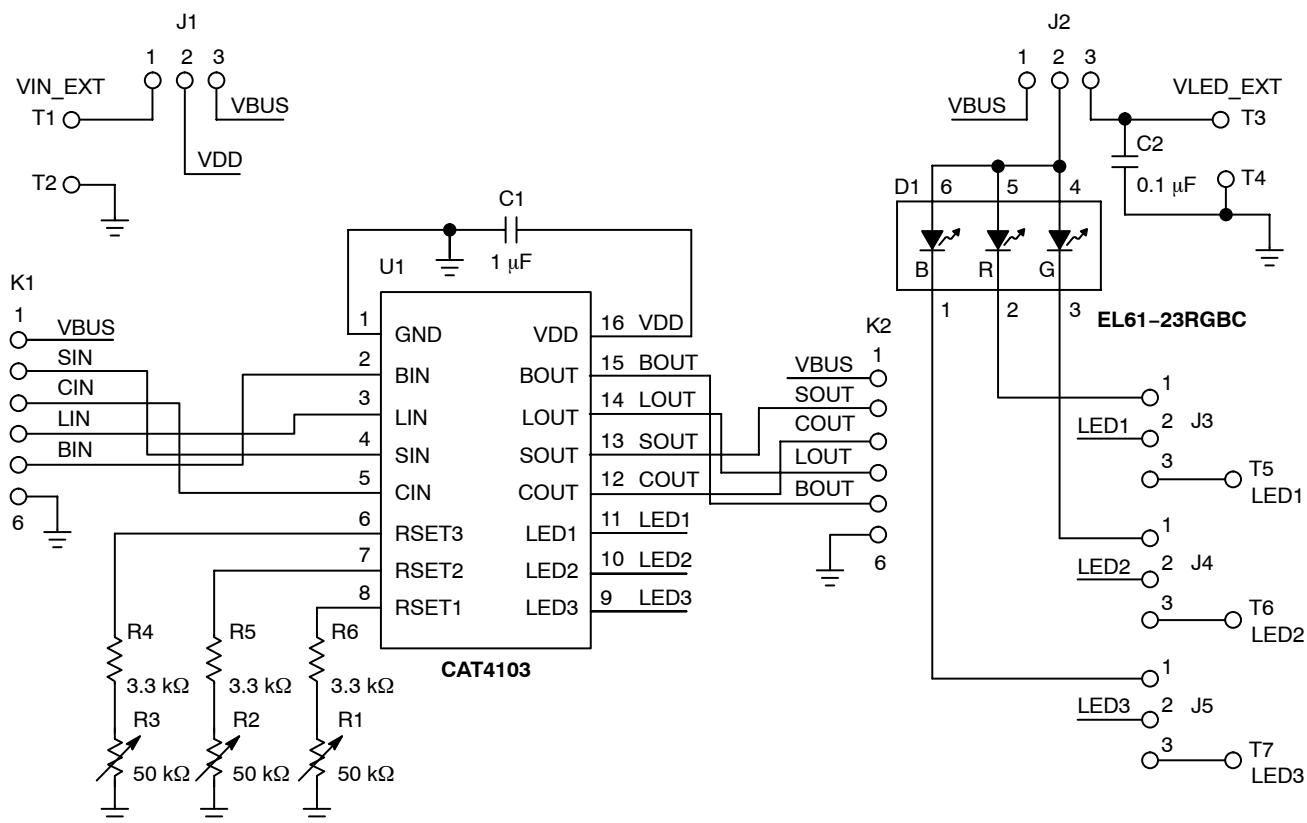 J1
1 2 3
VIN_EXT
T1
VBUS
VDD
T2
J2
1 2 3
VBUS
VLED_EXT
T3
C2
0.1 μF
T4
D1
6 5 4
B R G
1 2 3
EL61–23RGBC
C1
1 μF
U1
1 GND
2 BIN
3 LIN
4 SIN
5 CIN
6 RSET3
7 RSET2
8 RSET1
VDD 16 VDD
BOUT 15 BOUT
LOUT 14 LOUT
SOUT 13 SOUT
COUT 12 COUT
LED1 11 LED1
LED2 10 LED2
LED3 9 LED3
CAT4103
K1
1
VBUS
SIN
CIN
LIN
BIN
6
K2
1
VBUS
SOUT
COUT
LOUT
BOUT
6
R4
3.3 kΩ
R5
3.3 kΩ
R6
3.3 kΩ
R3
50 kΩ
R2
50 kΩ
R1
50 kΩ
1
LED1 2 J3
3 T5
LED1
1
LED2 2 J4
3 T6
LED2
1
LED3 2 J5
3 T7
LED3